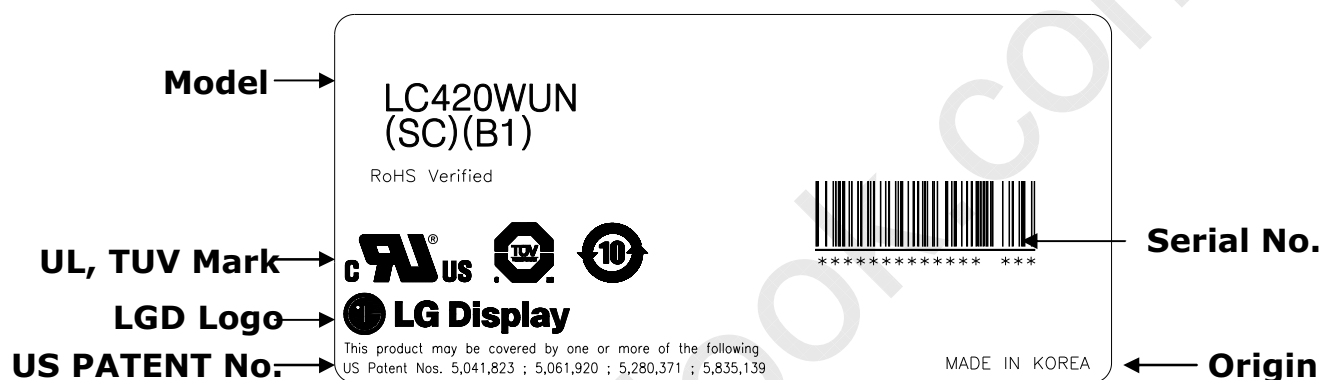 Model
LC420WUN
(SC)(B1)
RoHS Verified
Serial No.
************* ***
UL, TUV Mark
C RU ® US
TUV
10
LGD Logo
LG Display
US PATENT No.
This product may be covered by one or more of the following
US Patent Nos. 5,041,823 ; 5,061,920 ; 5,280,371 ; 5,835,139
MADE IN KOREA
Origin